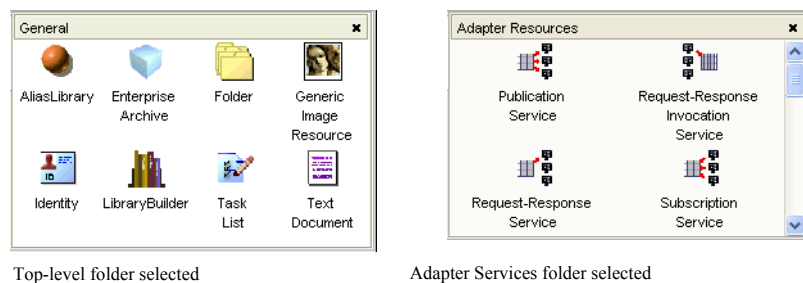 General
AliasLibrary
Enterprise
Archive
Folder
Generic
Image
Resource
Identity
LibraryBuilder
Task
List
Text
Document
Top-level folder selected
Adapter Resources
Publication
Service
Request-Response
Invocation
Service
Request-Response
Service
Subscription
Service
Adapter Services folder selected